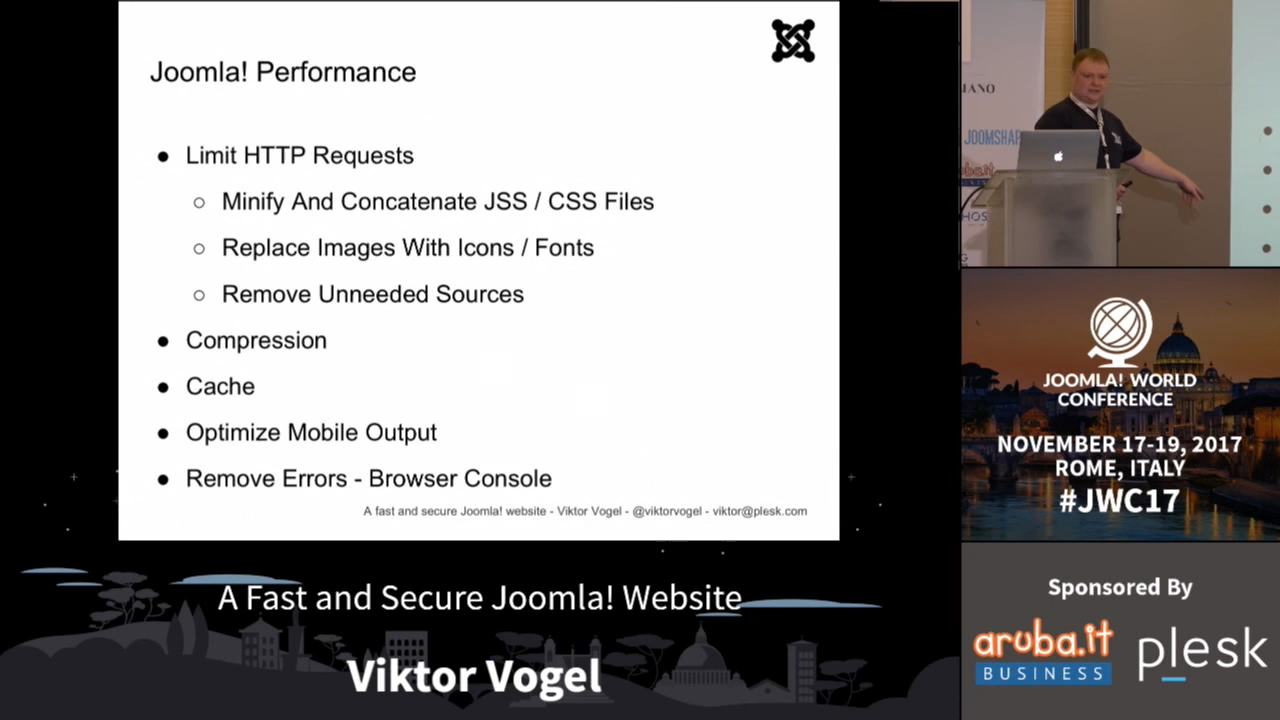 Joomla! Performance
● Limit HTTP Requests
○ Minify And Concatenate JSS / CSS Files
○ Replace Images With Icons / Fonts
○ Remove Unneeded Sources
● Compression
● Cache
● Optimize Mobile Output
● Remove Errors - Browser Console
A fast and secure Joomla! website - Viktor Vogel - @viktorvogel - viktor@plesk.com
A Fast and Secure Joomla! Website
Viktor Vogel
JOOMSHAP
JOOMLA! WORLD
CONFERENCE
NOVEMBER 17-19, 2017
ROME, ITALY
#JWC17
Sponsored By
aruba.it
BUSINESS
plesk